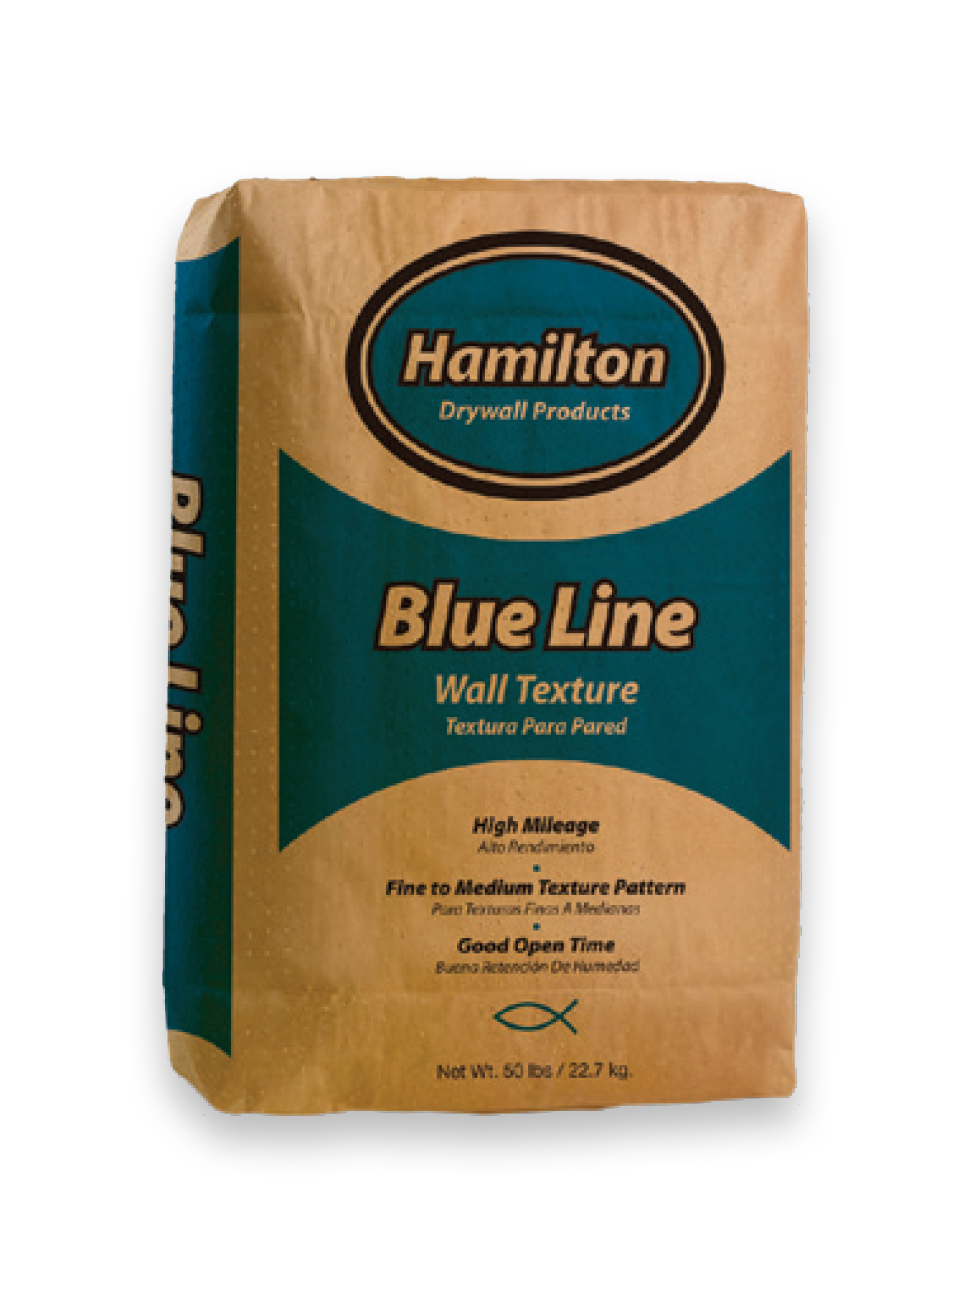 Hamilton
Drywall Products
Blue Line
Wall Texture
Textura Para Pared
High Mileage
Alto Rendimiento
Fine to Medium Texture Pattern
Para Texturas Finas A Medianas
Good Open Time
Buena Retención De Humedad
Net Wt. 50 lbs / 22.7 kg.
Blue Line